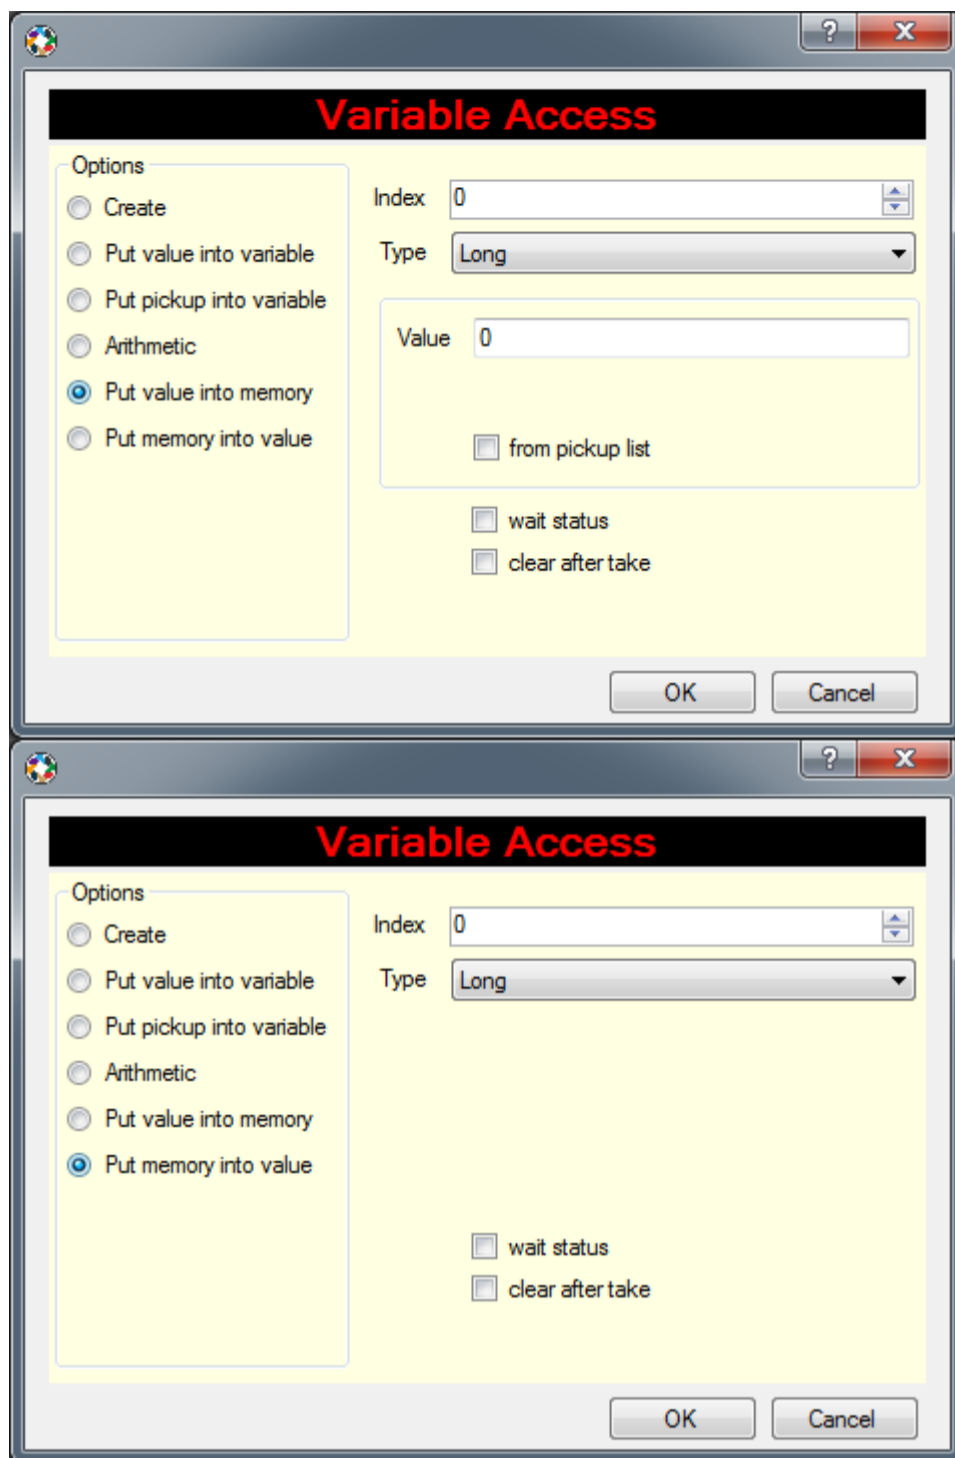 ?
Variable Access
Options
Create
Put value into variable
Put pickup into variable
Arithmetic
Put value into memory
Put memory into value
Index 0
Type Long
Value 0
from pickup list
wait status
clear after take
OK Cancel
?
Variable Access
Options
Create
Put value into variable
Put pickup into variable
Arithmetic
Put value into memory
Put memory into value
Index 0
Type Long
wait status
clear after take
OK Cancel